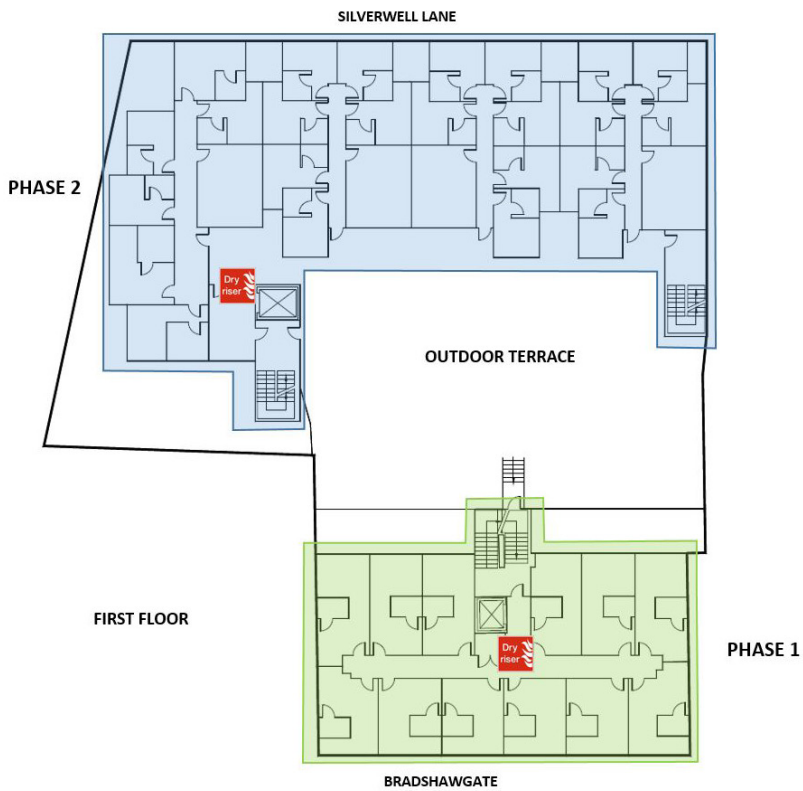 SILVERWELL LANE
PHASE 2
Dry
riser
OUTDOOR TERRACE
FIRST FLOOR
Dry
riser
PHASE 1
BRADSHAWGATE